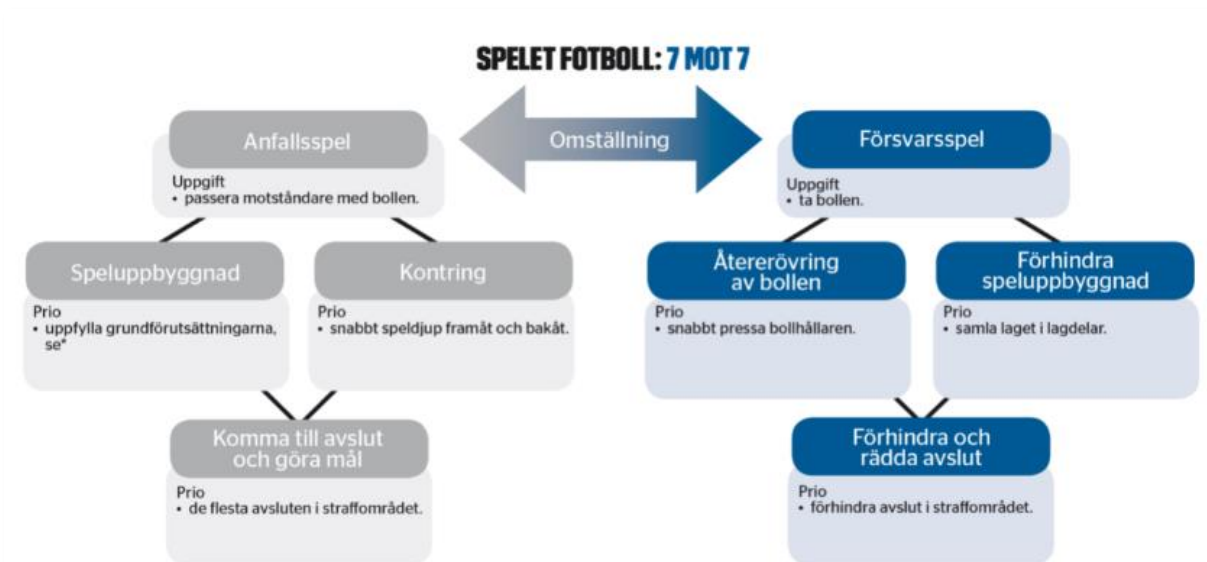 SPELET FOTBOLL: 7 MOT 7
Omställning
Anfallsspel
Uppgift
• passera motståndare med bollen.
Speluppbyggnad
Prio
• uppfylla grundförutsättningarna,
se*
Kontring
Prio
• snabbt speldjup framåt och bakåt.
Komma till avslut
och göra mål
Prio
• de flesta avsluten i straffområdet.
Försvarsspel
Uppgift
• ta bollen.
Återerövring
av bollen
Prio
• snabbt pressa bollhållaren.
Förhindra
speluppbyggnad
Prio
• samla laget i lagdelar.
Förhindra och
rädda avslut
Prio
• förhindra avslut i straffområdet.